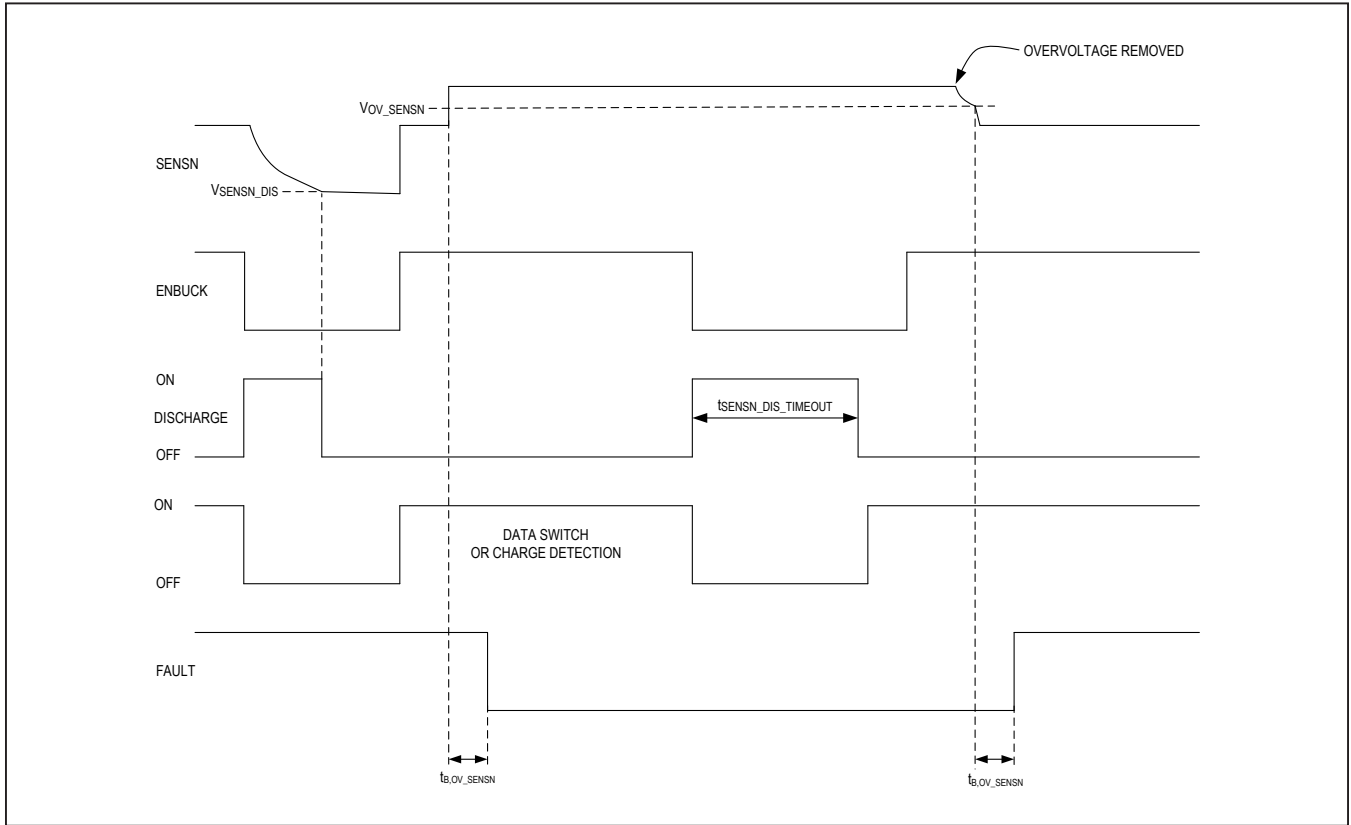 OVERVOLTAGE REMOVED
VOV_SENSN
SENSN
VSENSN_DIS
ENBUCK
ON
DISCHARGE
tSENSN_DIS_TIMEOUT
OFF
ON
DATA SWITCH
OR CHARGE DETECTION
OFF
FAULT
tB,OV_SENSN
tB,OV_SENSN